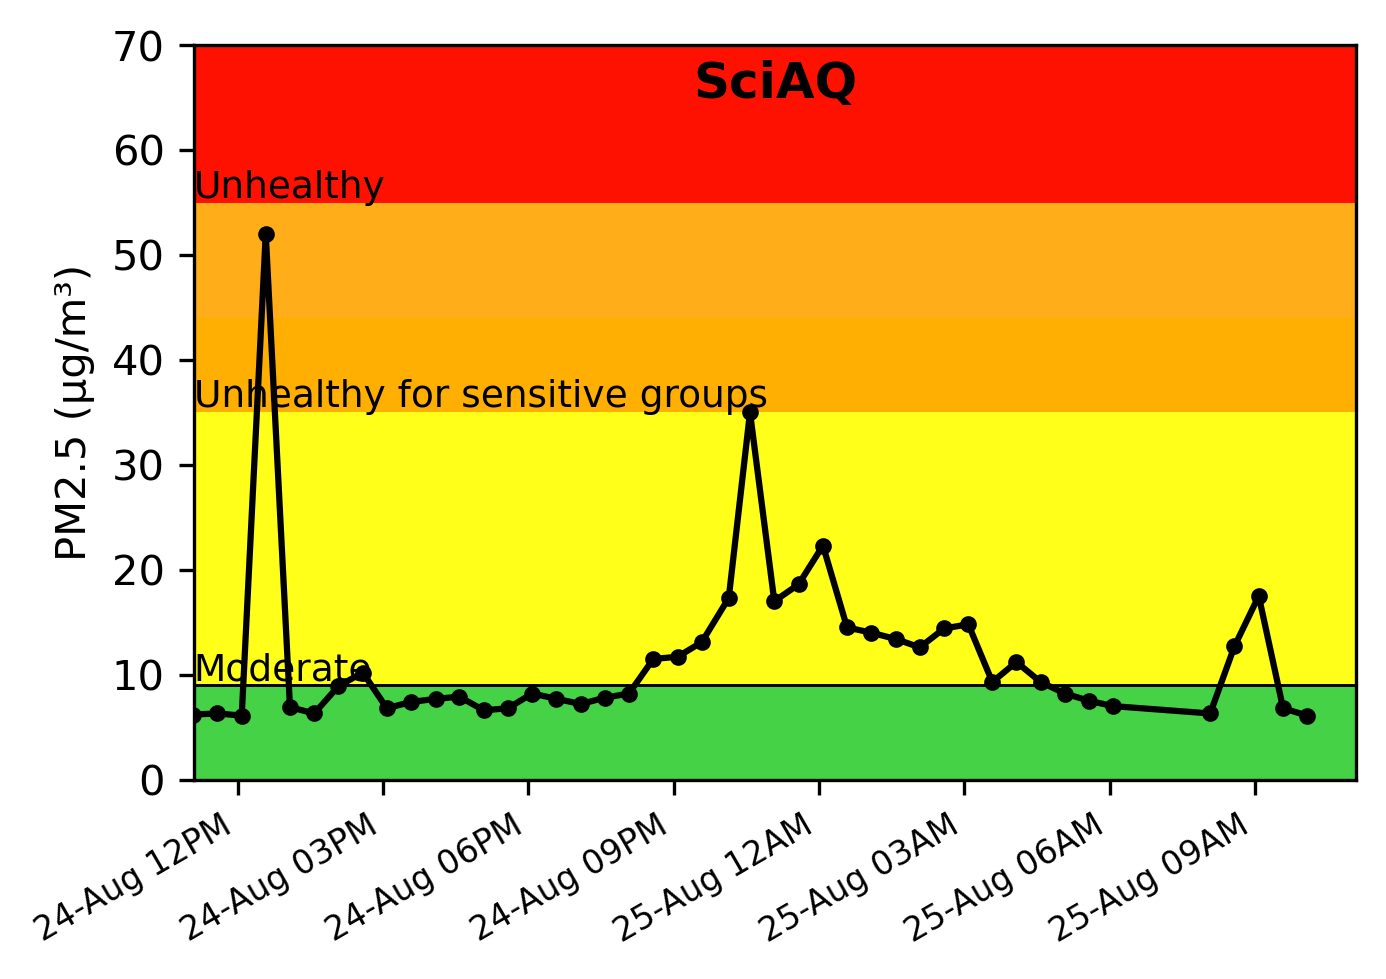 SciAQ
PM2.5 (µg/m³)
70
60
50
40
30
20
10
0
Unhealthy
Unhealthy for sensitive groups
Moderate
24-Aug 12PM
24-Aug 03PM
24-Aug 06PM
24-Aug 09PM
25-Aug 12AM
25-Aug 03AM
25-Aug 06AM
25-Aug 09AM